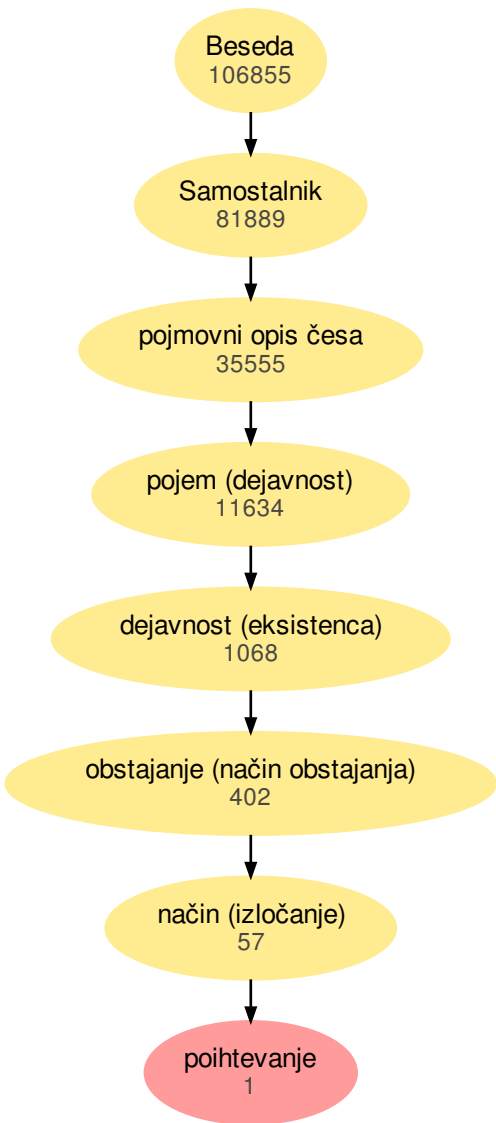 Beseda
106855
Samostalnik
81889
pojmovni opis česa
35555
pojem (dejavnost)
11634
dejavnost (eksistenca)
1068
obstajanje (način obstajanja)
402
način (izločanje)
57
poihtevanje
1